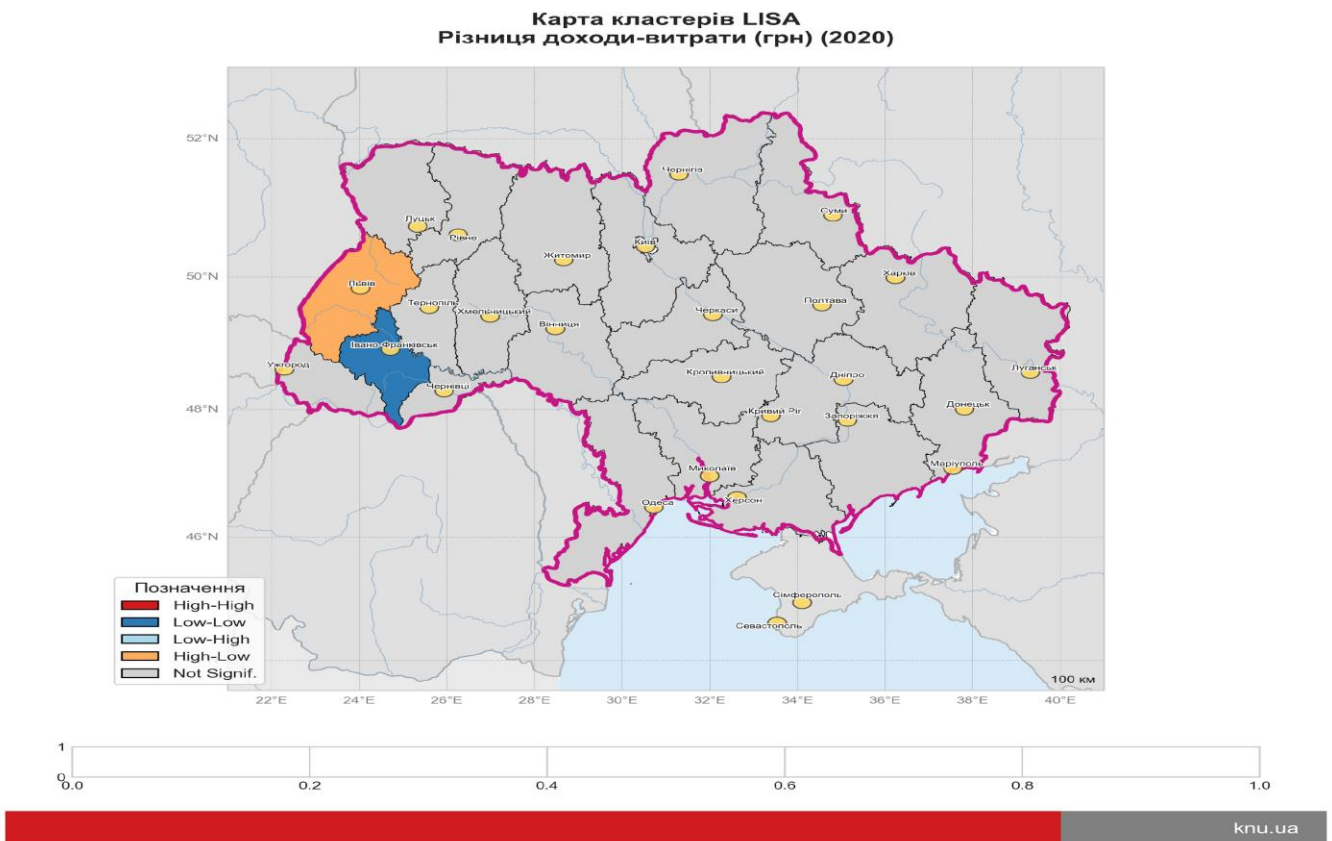 Карта кластерів LISA
Різниця доходи-витрати (грн) (2020)
52°N
50°N
48°N
46°N
Чернігів
Суми
Луцьк
Рівне
Київ
Житомир
Харків
Львів
Тернопіль
Хмельницький
Вінниця
Черкаси
Полтава
Івано-Франківськ
Ужгород
Чернівці
Кропивницький
Дніпро
Луганськ
Кривий Ріг
Запоріжжя
Донецьк
Миколаїв
Маріуполь
Одеса
Херсон
Сімферополь
Севастополь
Позначення
High-High
Low-Low
Low-High
High-Low
Not Signif.
100 км
22°E 24°E 26°E 28°E 30°E 32°E 34°E 36°E 38°E 40°E
1
0
0.0 0.2 0.4 0.6 0.8 1.0
knu.ua